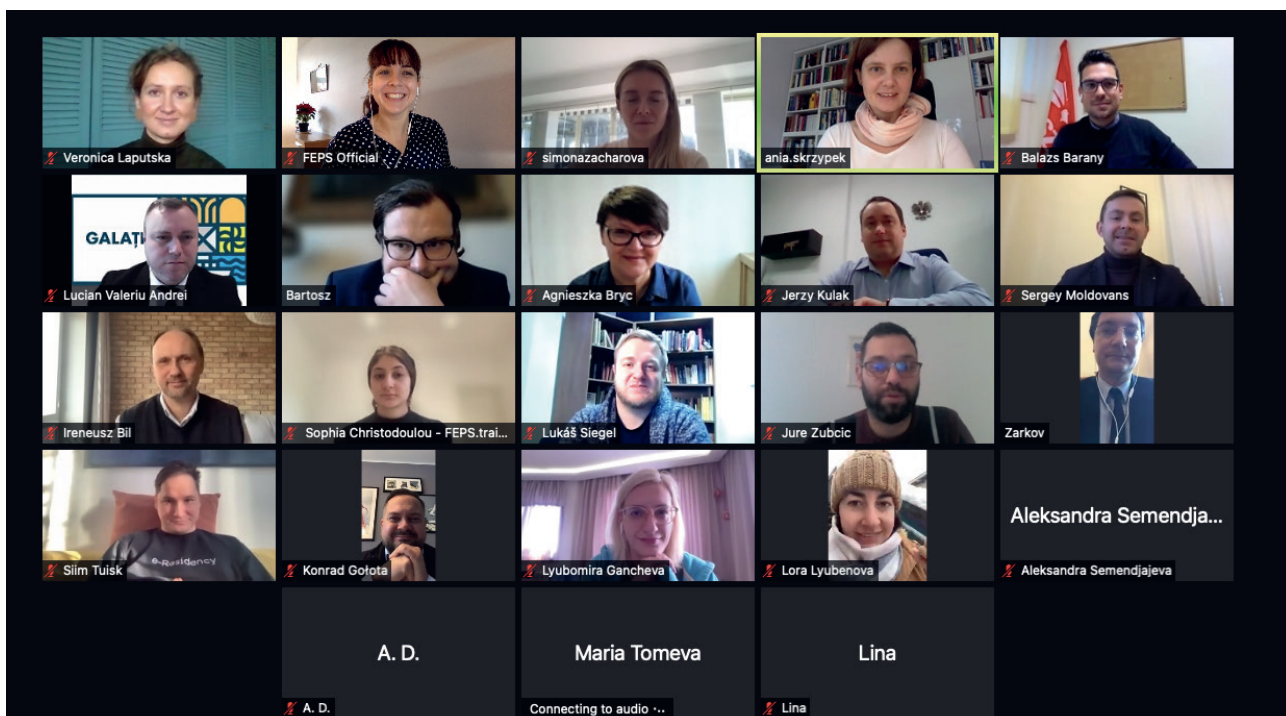 Veronica Laputska
FEPS Official
simonazacharova
ania.skrzypek
Balazs Barany
GALAȚI
Lucian Valeriu Andrei
Bartosz
Agnieszka Bryc
Jerzy Kulak
Sergey Moldovans
Ireneusz Bil
Sophia Christodoulou - FEPS.trai...
Lukáš Siegel
Jure Zubcic
Zarkov
e-Residency
Siim Tuisk
Konrad Gołota
Lyubomira Gancheva
Lora Lyubenova
Aleksandra Semendja...
Aleksandra Semendjajeva
A. D.
A. D.
Maria Tomeva
Connecting to audio ·..
Lina
Lina